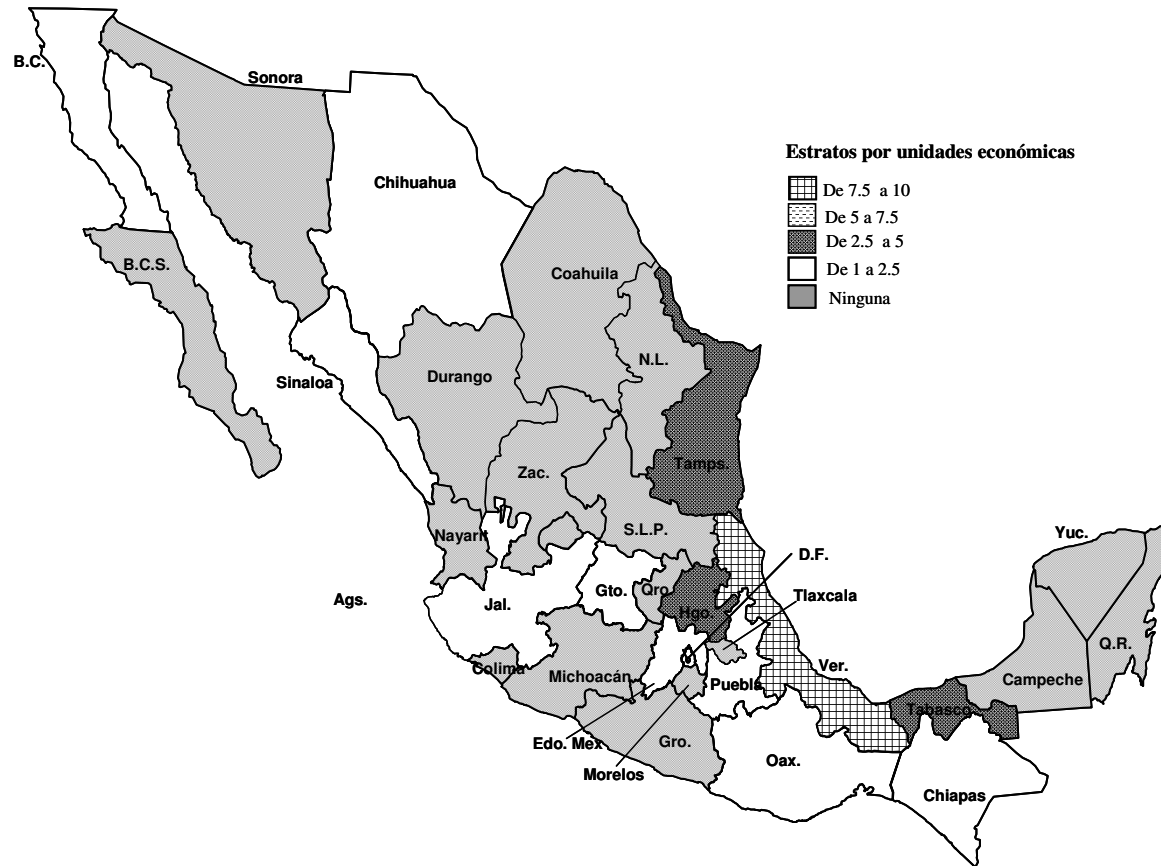 B.C.
Sonora
Chihuahua
Estratos por unidades económicas
De 7.5 a 10
De 5 a 7.5
De 2.5 a 5
De 1 a 2.5
Ninguna
B.C.S.
Coahuila
N.L.
Sinaloa
Durango
Tamps.
Zac.
S.L.P.
Nayarit
Yuc.
D.F.
Ags.
Jal.
Gto.
Qro
Hgo.
Tlaxcala
Q.R.
Colima
Michoacán
Puebla
Ver.
Campeche
Tabasco
Edo. Mex
Gro.
Morelos
Oax.
Chiapas